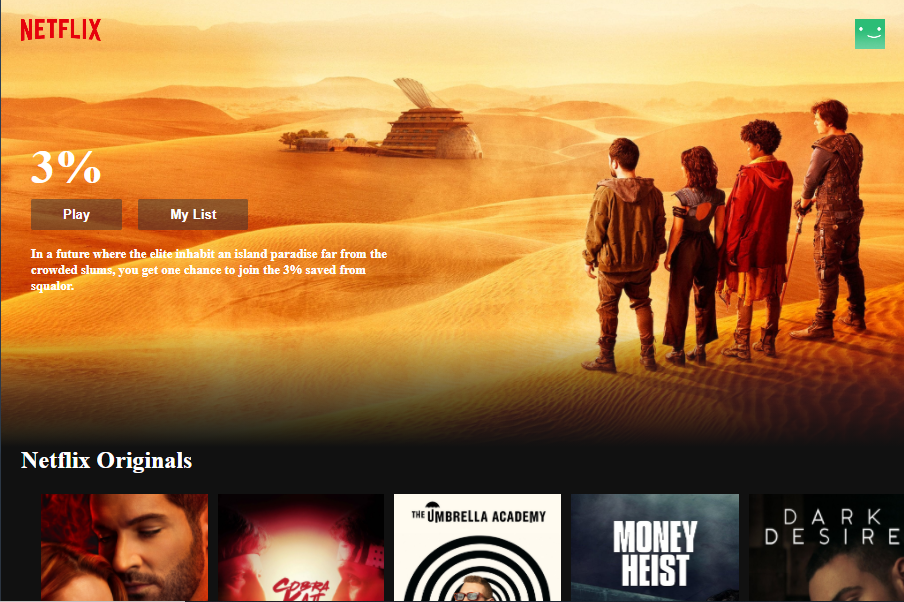 NETFLIX
3%
Play
My List
In a future where the elite inhabit an island paradise far from the
crowded slums, you get one chance to join the 3% saved from
squalor.
Netflix Originals
COBRA
KAI
THE UMBRELLA ACADEMY
MONEY
HEIST
DARK
DESIRE